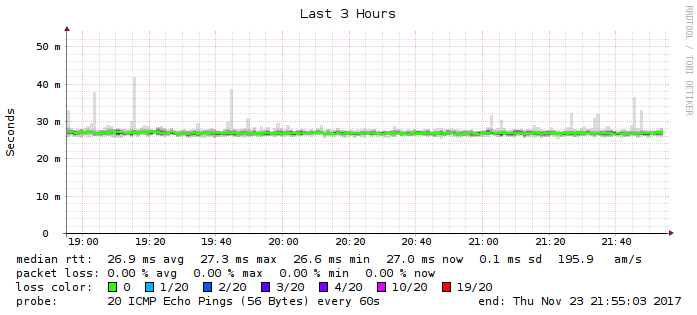 Last 3 Hours
RRDTOOL / TOBI OETIKER
Seconds
50 m
40 m
30 m
20 m
10 m
0
19:00 19:20 19:40 20:00 20:20 20:40 21:00 21:20 21:40
median rtt: 26.9 ms avg 27.3 ms max 26.6 ms min 27.0 ms now 0.1 ms sd 195.9 am/s
packet loss: 0.00 % avg 0.00 % max 0.00 % min 0.00 % now
loss color: 0 1/20 2/20 3/20 4/20 10/20 19/20
probe: 20 ICMP Echo Pings (56 Bytes) every 60s end: Thu Nov 23 21:55:03 2017